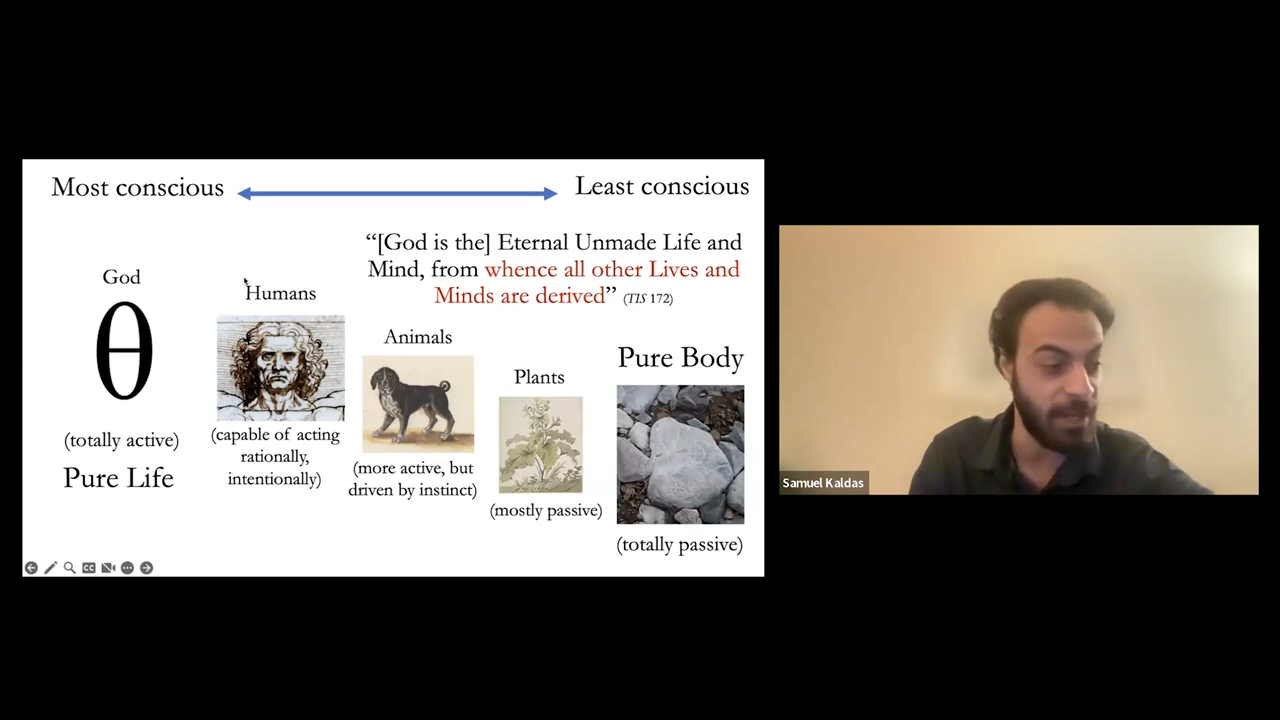 Most conscious
Least conscious
“[God is the] Eternal Unmade Life and
Mind, from whence all other Lives and
Minds are derived” (TIS 172)
God
θ
(totally active)
Pure Life
Humans
(capable of acting
rationally,
intentionally)
Animals
(more active, but
driven by instinct)
Plants
(mostly passive)
Pure Body
(totally passive)
CC
Samuel Kaldas